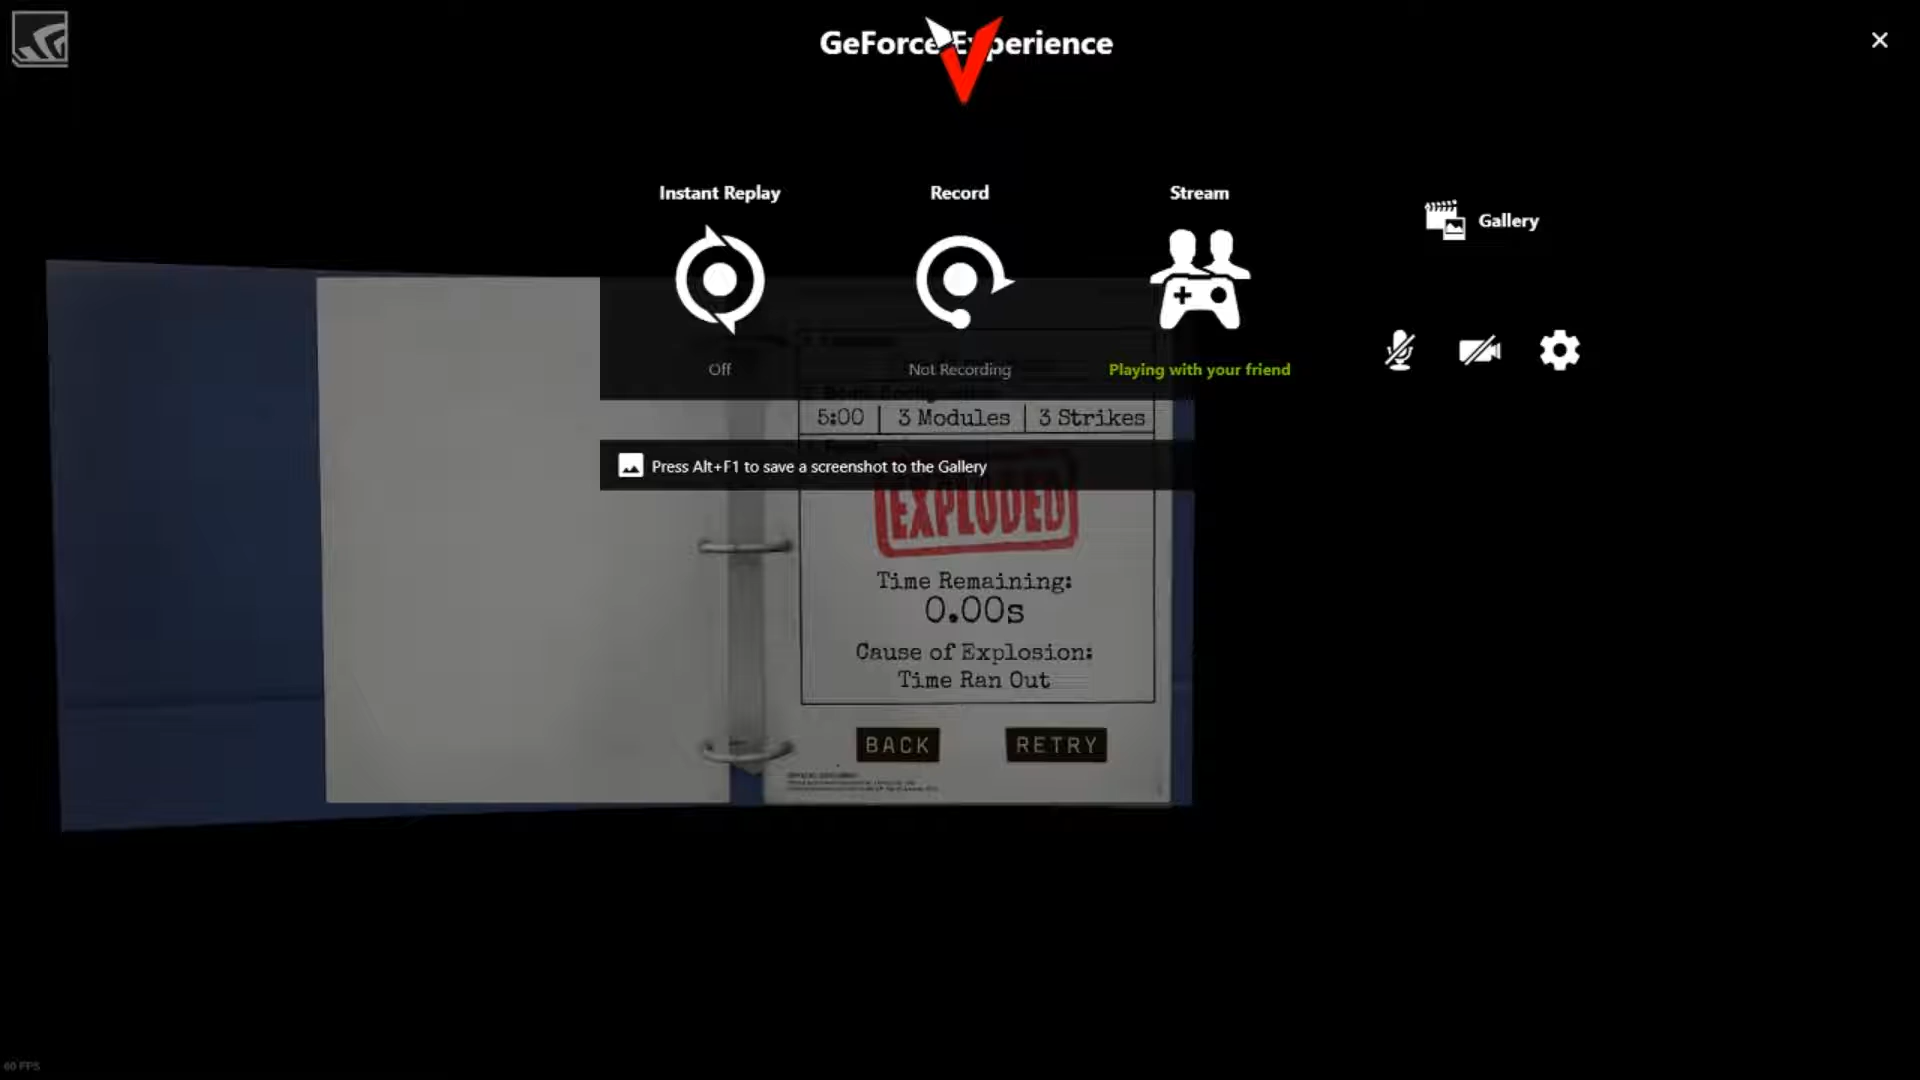 GeForce Experience
Instant Replay
Record
Stream
Gallery
Off
Not Recording
Playing with your friend
5:00 | 3 Modules | 3 Strikes
Press Alt+F1 to save a screenshot to the Gallery
EXPLODED
Time Remaining:
0.00s
Cause of Explosion:
Time Ran Out
BACK
RETRY
60 FPS